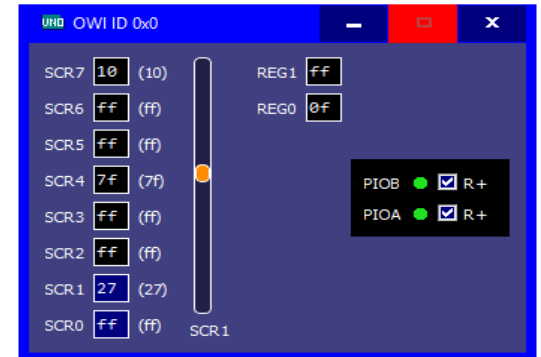 UNO OWI ID 0x0
SCR7 10 (10) REG1 ff
SCR6 ff (ff) REG0 0f
SCR5 ff (ff)
SCR4 7f (7f) PIOB R+
SCR3 ff (ff) PIOA R+
SCR2 ff (ff)
SCR1 27 (27)
SCR0 ff (ff) SCR1